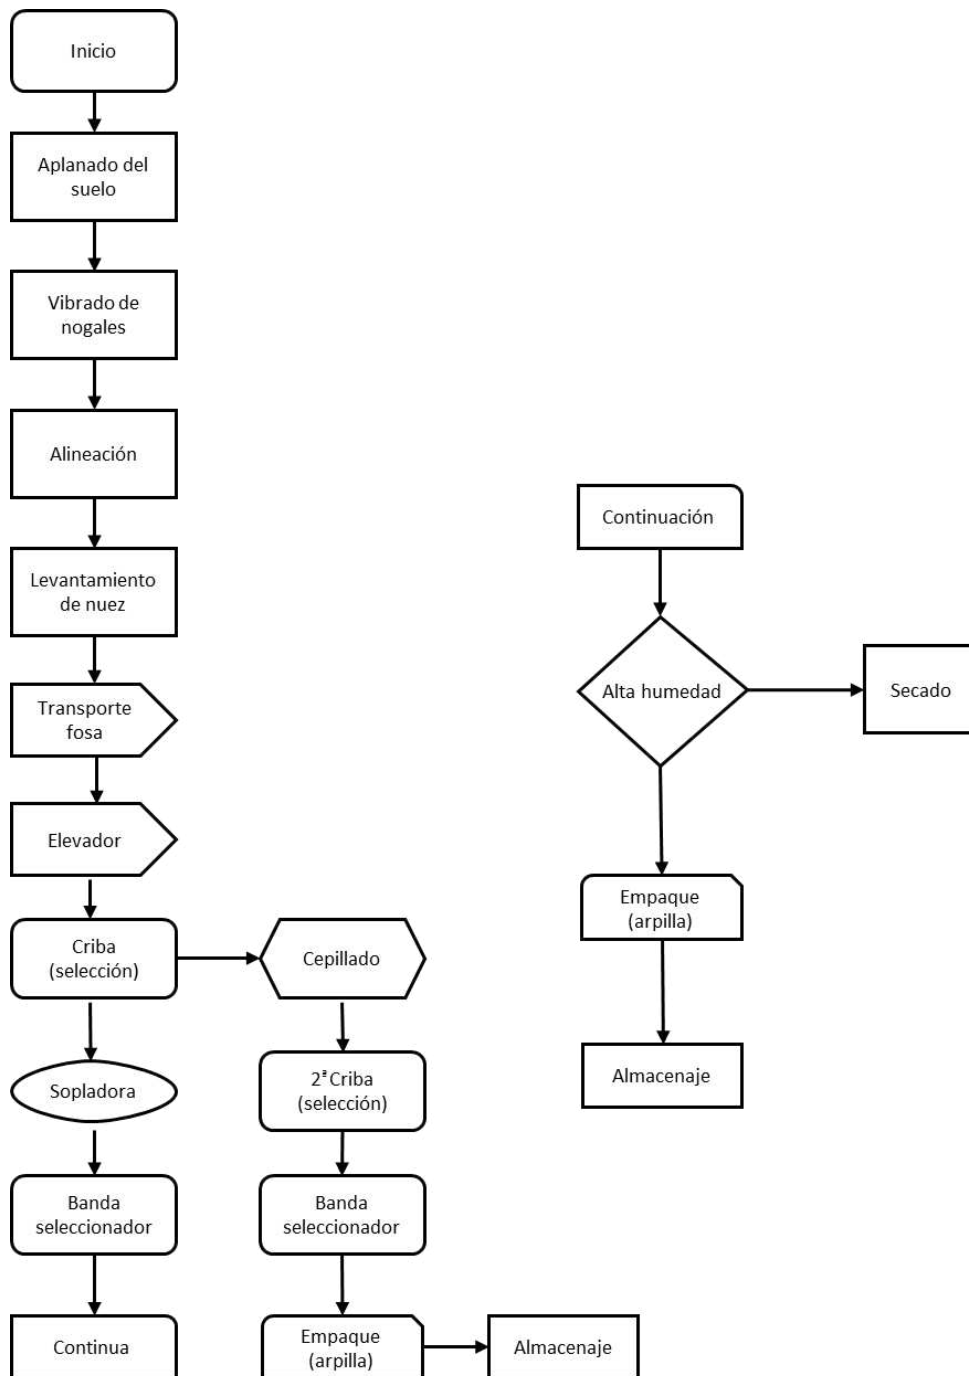 Inicio
Aplanado del
suelo
Vibrado de
nogales
Alineación
Levantamiento
de nuez
Transporte
fosa
Elevador
Criba
(selección)
Sopladora
Banda
seleccionador
Continua
Cepillado
2ª Criba
(selección)
Banda
seleccionador
Empaque
(arpilla)
Almacenaje
Continuación
Alta humedad
Secado
Empaque
(arpilla)
Almacenaje